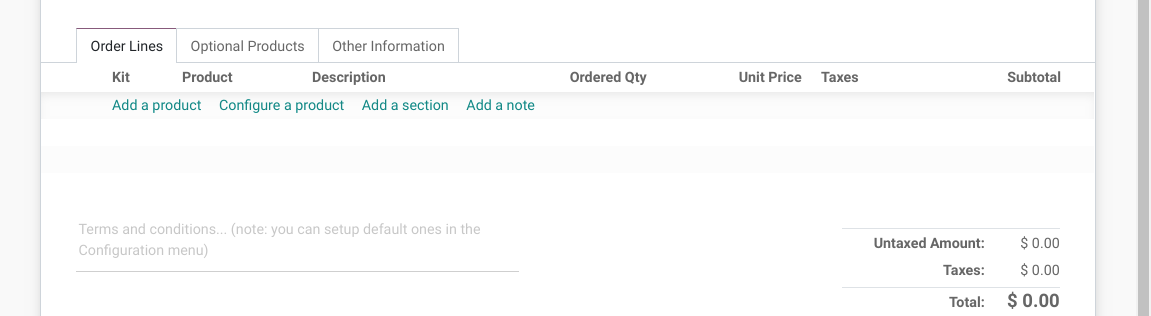 Order Lines Optional Products Other Information
Kit Product Description Ordered Qty Unit Price Taxes Subtotal
Add a product Configure a product Add a section Add a note
Terms and conditions... (note: you can setup default ones in the
Configuration menu)
Untaxed Amount: $ 0.00
Taxes: $ 0.00
Total: $ 0.00